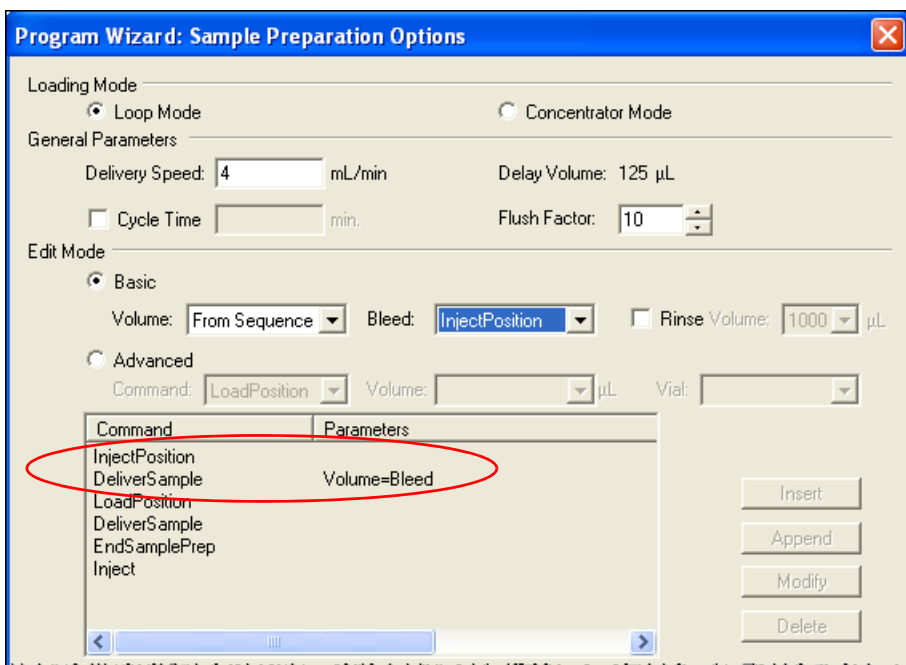 Program Wizard: Sample Preparation Options
Loading Mode
Loop Mode Concentrator Mode
General Parameters
Delivery Speed: 4 mL/min Delay Volume: 125 µL
Cycle Time min. Flush Factor: 10
Edit Mode
Basic
Volume: From Sequence Bleed: InjectPosition Rinse Volume: 1000 µL
Advanced
Command: LoadPosition Volume: µL Vial:
Command Parameters
InjectPosition
DeliverSample Volume=Bleed
LoadPosition
DeliverSample
EndSamplePrep
Inject
Insert
Append
Modify
Delete